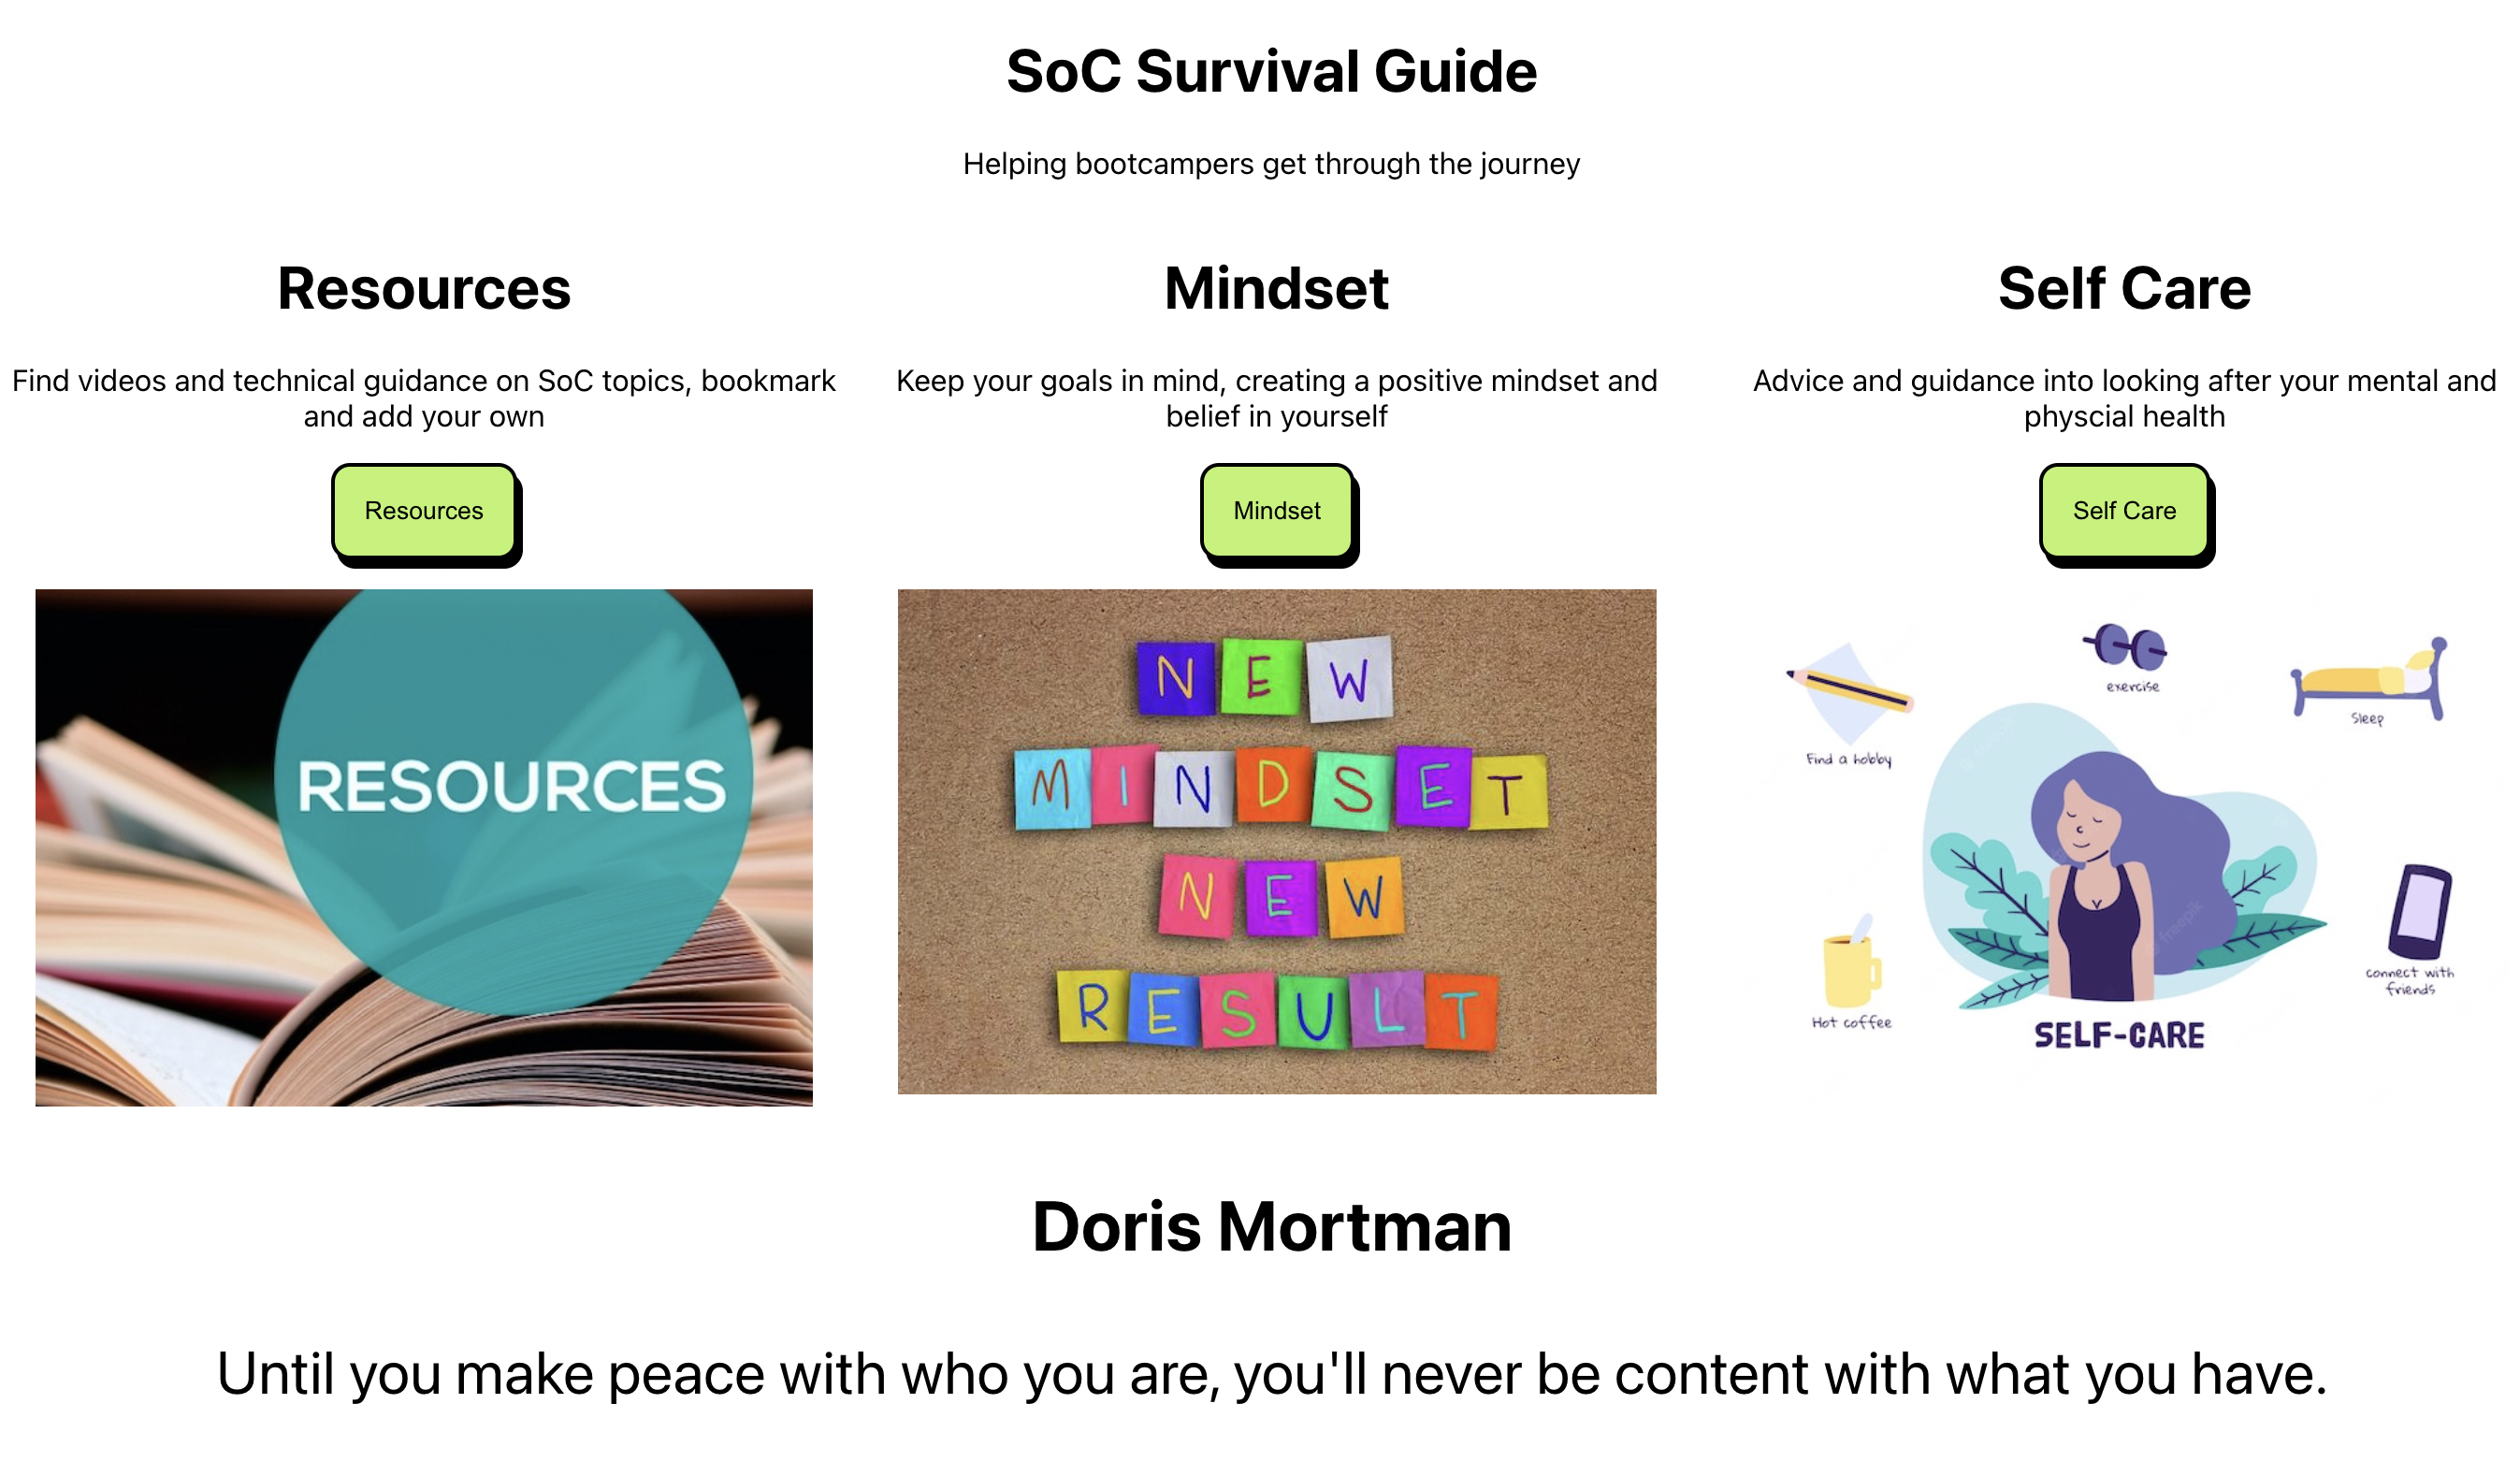 SoC Survival Guide
Helping bootcampers get through the journey
Resources
Find videos and technical guidance on SoC topics, bookmark
and add your own
Resources
RESOURCES
Mindset
Keep your goals in mind, creating a positive mindset and
belief in yourself
Mindset
NEW
MINDSET
NEW
RESULT
Self Care
Advice and guidance into looking after your mental and
physcial health
Self Care
exercise
Sleep
Find a hobby
connect with
friends
Hot coffee
SELF-CARE
freepik
Doris Mortman
Until you make peace with who you are, you'll never be content with what you have.